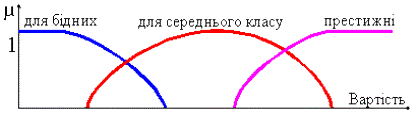 μ
для бідних для середнього класу престижні
1
Вартість